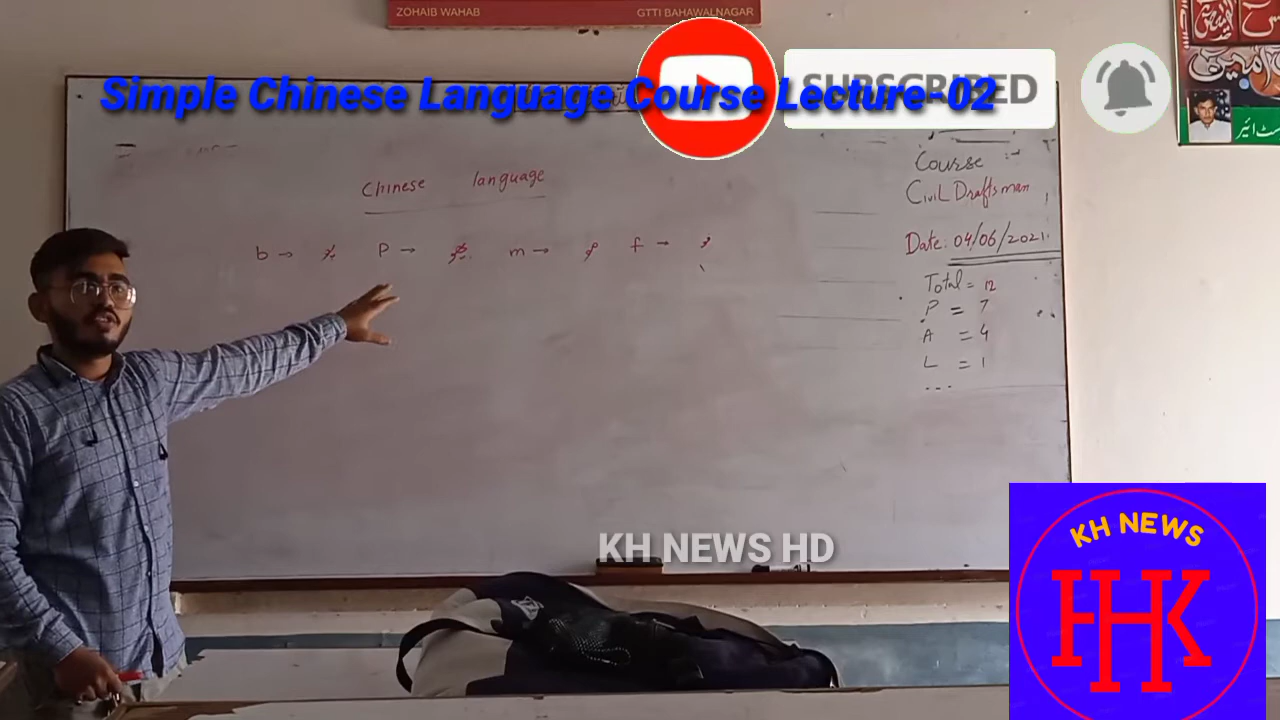 ZOHAIB WAHAB GTTI BAHAWALNAGAR
SUBSCRIBED
Simple Chinese Language Course Lecture-02
Chinese language
b → P → m → f →
Course :-
Civil Draftsman
Date: 04/06/2021
Total = 12
P = 7
A = 4
L = 1
KH NEWS HD
KH NEWS
HHK